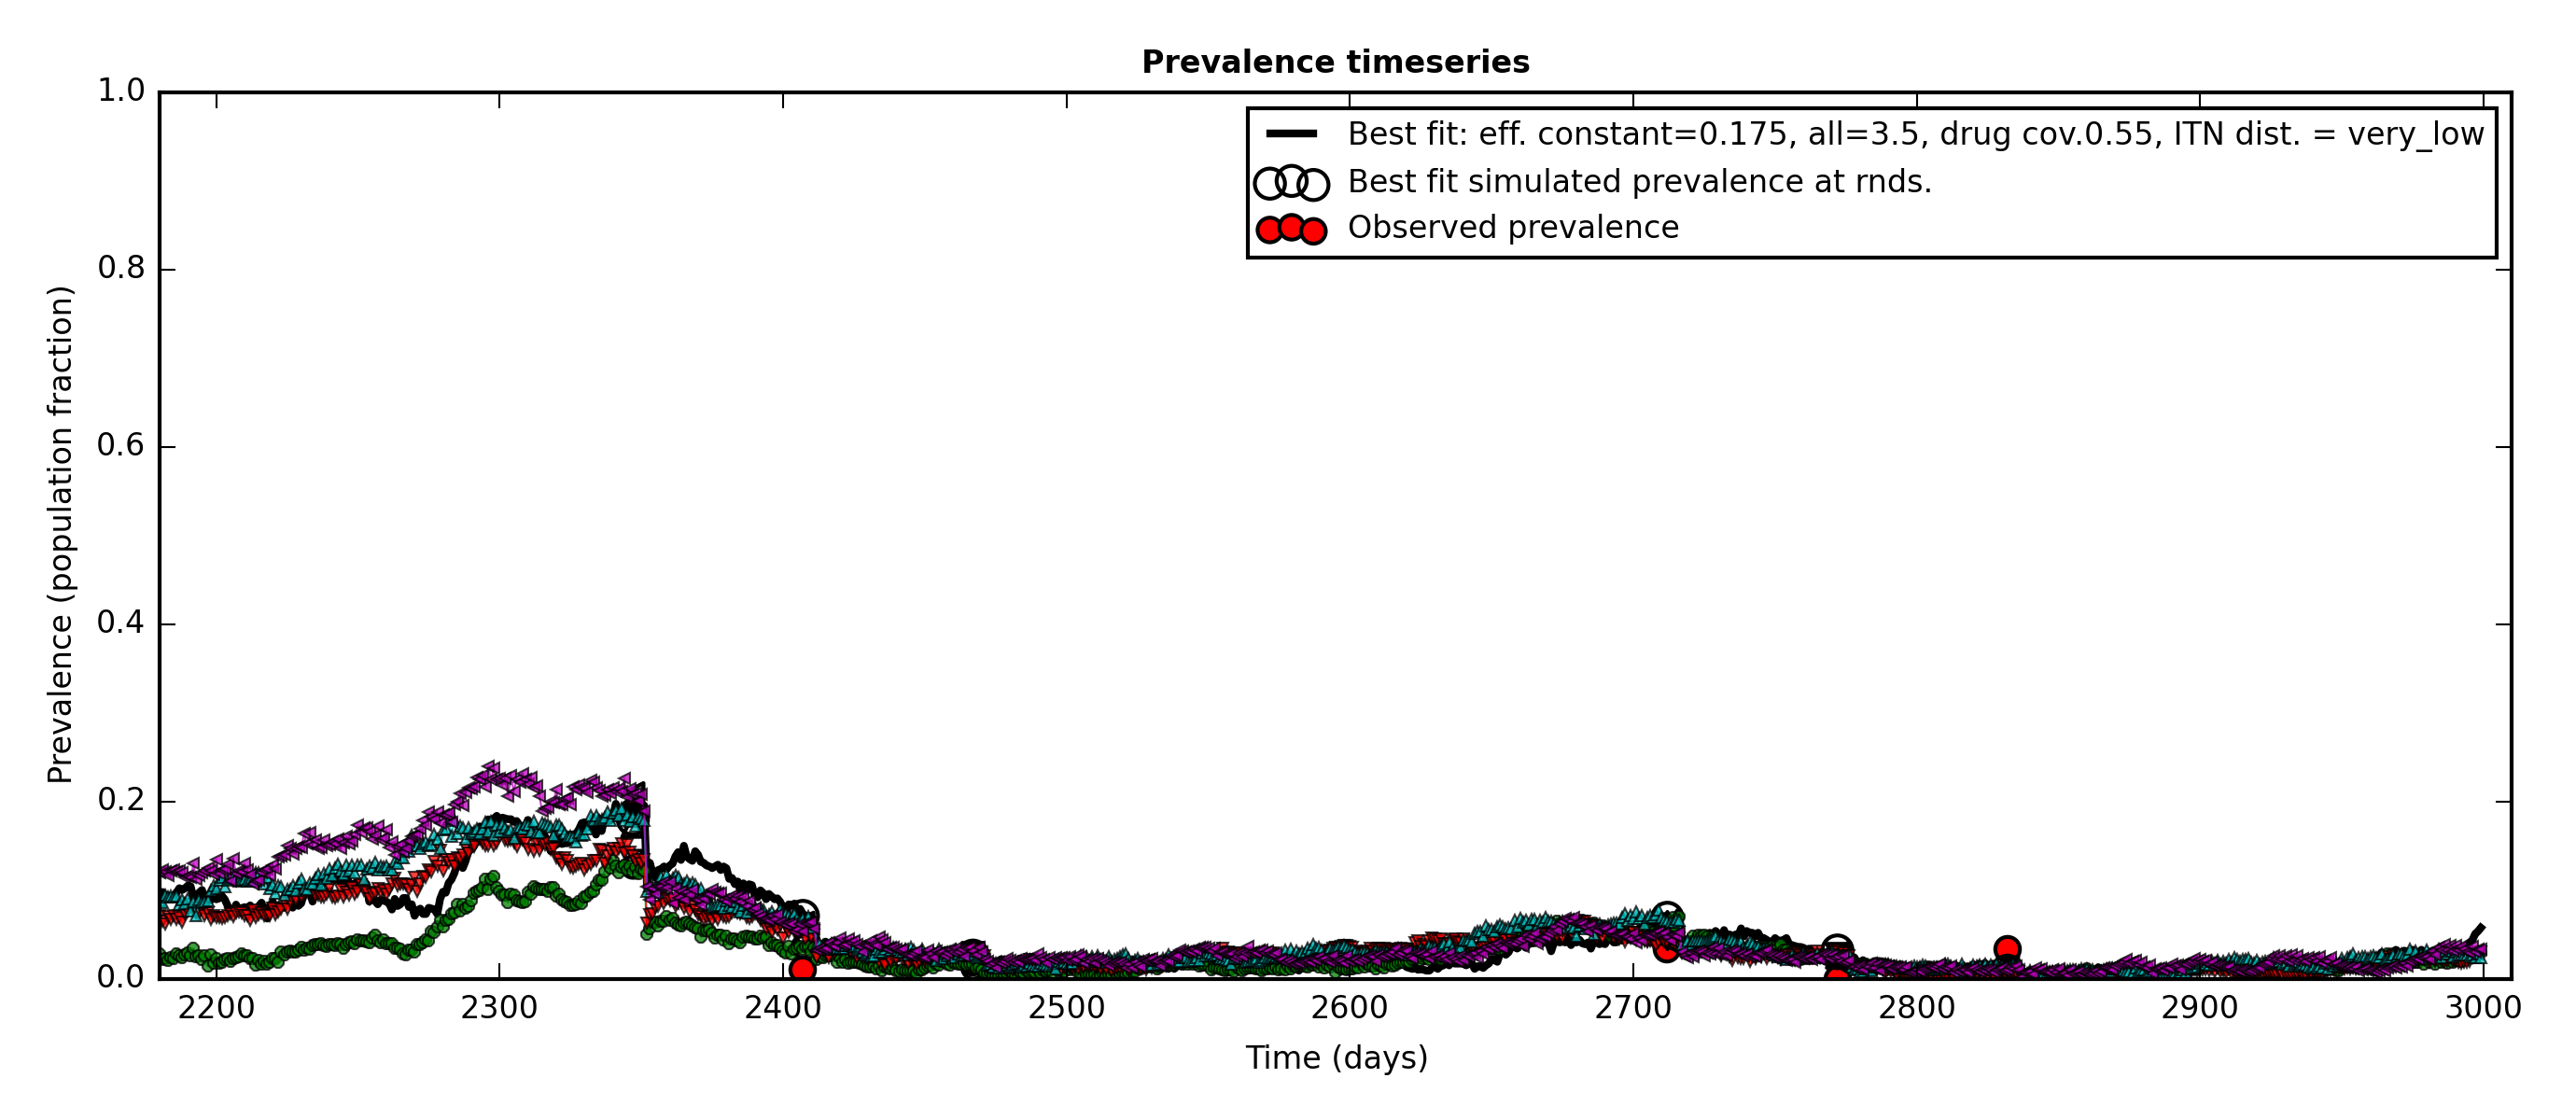 Prevalence timeseries
Best fit: eff. constant=0.175, all=3.5, drug cov.0.55, ITN dist. = very_low
Best fit simulated prevalence at rnds.
Observed prevalence
Prevalence (population fraction)
1.0
0.8
0.6
0.4
0.2
0.0
2200 2300 2400 2500 2600 2700 2800 2900 3000
Time (days)